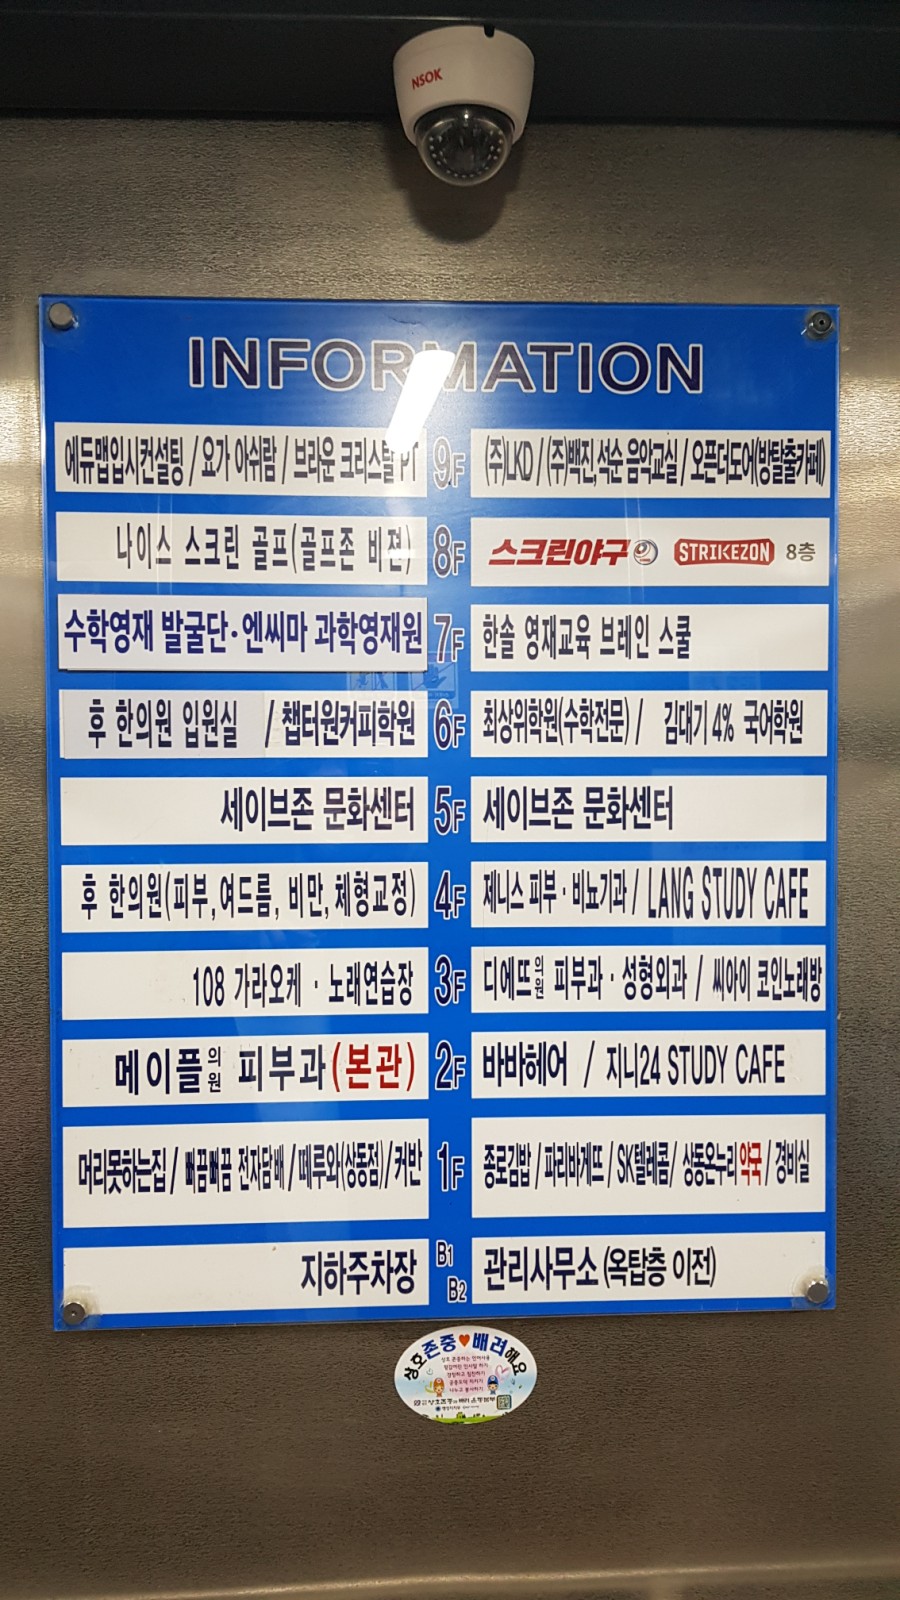 NSOK
INFORMATION
에듀맵입시컨설팅 / 요가 아쉬람 / 브라운 크리스탈 PT 9F (주)LKD / (주)백진,석순 음악교실 / 오픈더도어(방탈출카페)
나이스 스크린 골프(골프존 비젼) 8F 스크린야구 STRIKEZON 8층
수학영재 발굴단·엔씨마 과학영재원 7F 한솔 영재교육 브레인 스쿨
후 한의원 입원실 / 챕터원커피학원 6F 최상위학원(수학전문) / 김대기 4% 국어학원
세이브존 문화센터 5F 세이브존 문화센터
후 한의원(피부,여드름, 비만, 체형교정) 4F 제니스 피부·비뇨기과 / LANG STUDY CAFE
108 가라오케 · 노래연습장 3F 디에뜨의원 피부과·성형외과 / 씨아이 코인노래방
메이플의원 피부과(본관) 2F 바바헤어 / 지니24 STUDY CAFE
머리못하는집 / 뻐끔뻐끔 전자담배 / 떼루와(상동점) / 커반 1F 종로김밥 / 파리바게뜨 / SK텔레콤 / 상동온누리약국 / 경비실
지하주차장 B1 B2 관리사무소 (옥탑층 이전)
상호존중♥배려해요